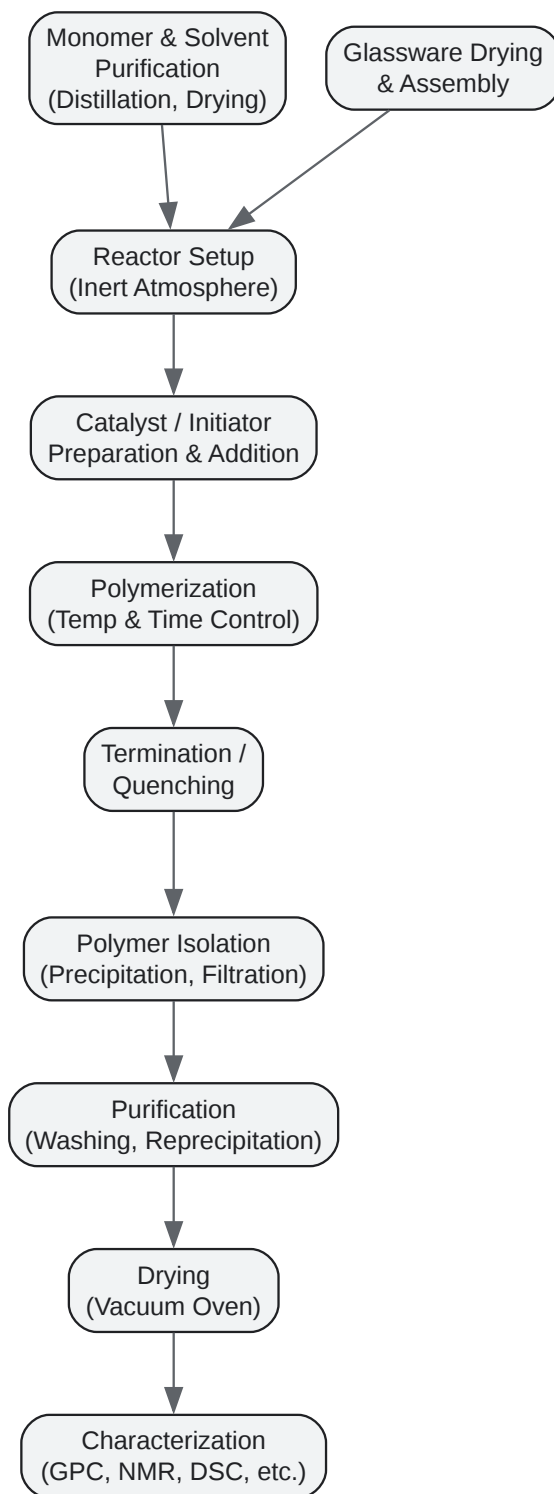 Monomer & Solvent
Purification
(Distillation, Drying)
Glassware Drying
& Assembly
Reactor Setup
(Inert Atmosphere)
Catalyst / Initiator
Preparation & Addition
Polymerization
(Temp & Time Control)
Termination /
Quenching
Polymer Isolation
(Precipitation, Filtration)
Purification
(Washing, Reprecipitation)
Drying
(Vacuum Oven)
Characterization
(GPC, NMR, DSC, etc.)